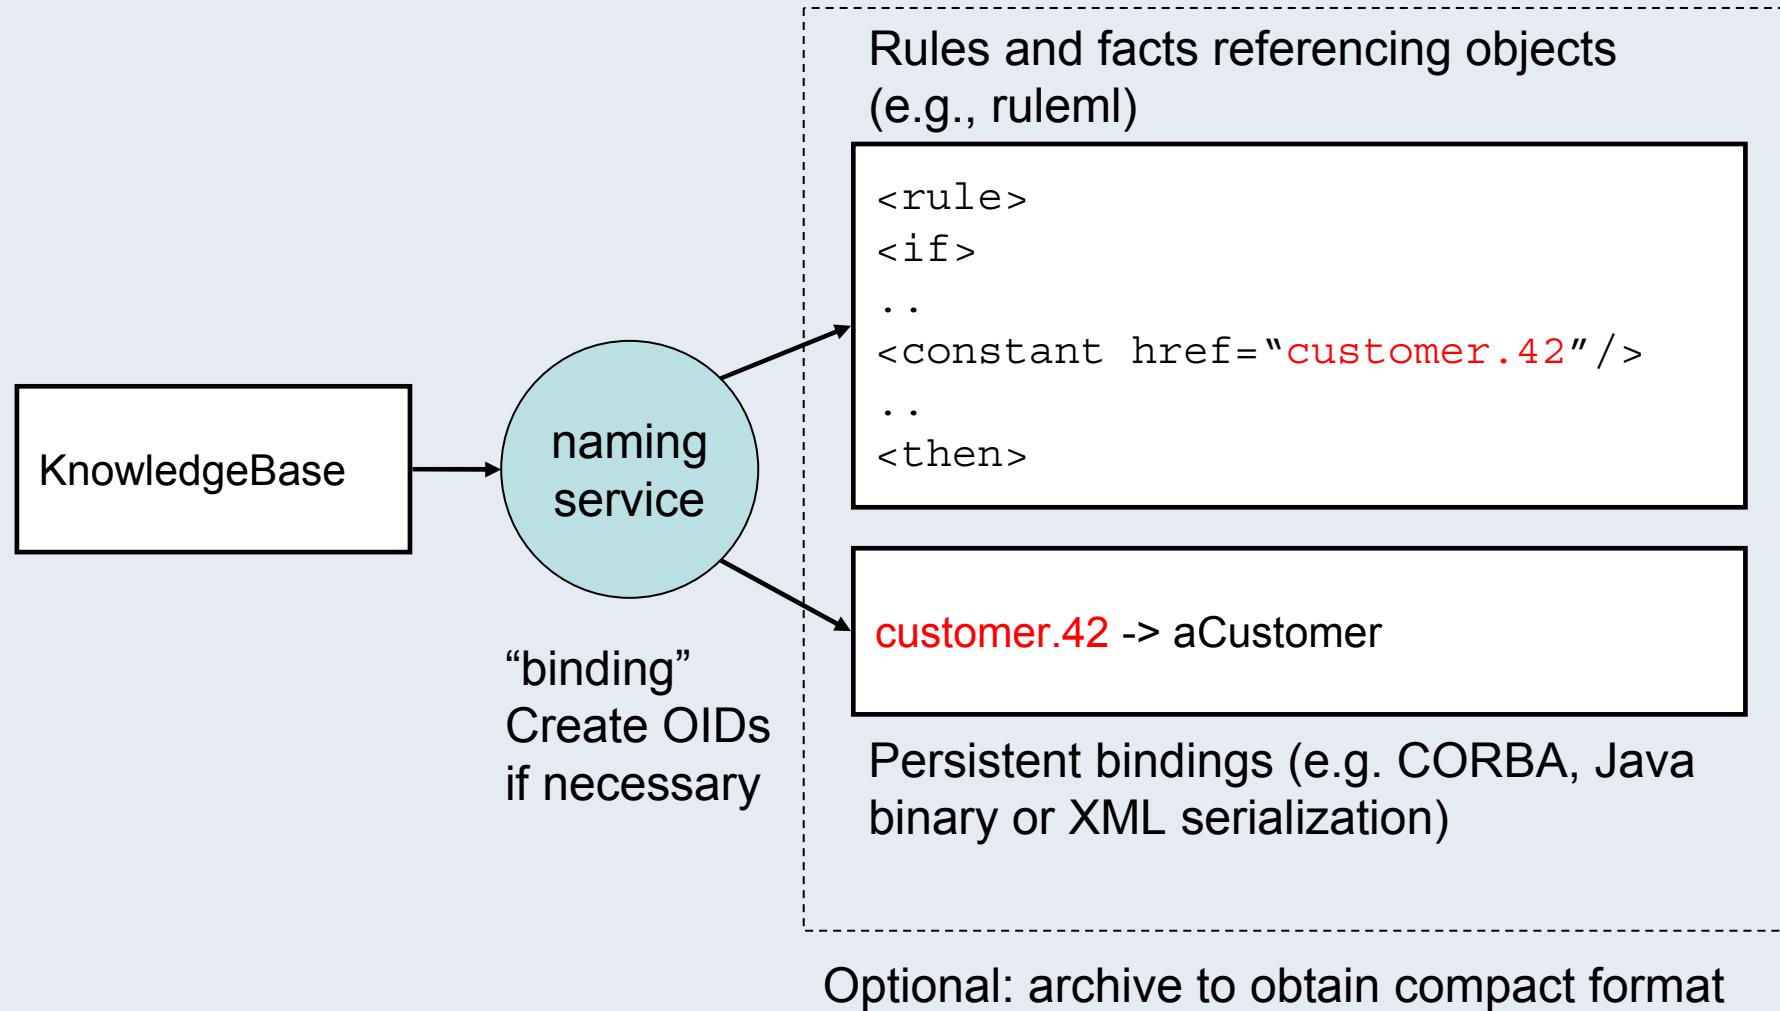 Rules and facts referencing objects
(e.g., ruleml)
<rule>
<if>
..
<constant href=“customer.42”/>
..
<then>
KnowledgeBase
naming
service
customer.42 -> aCustomer
“binding”
Create OIDs
if necessary
Persistent bindings (e.g. CORBA, Java
binary or XML serialization)
Optional: archive to obtain compact format